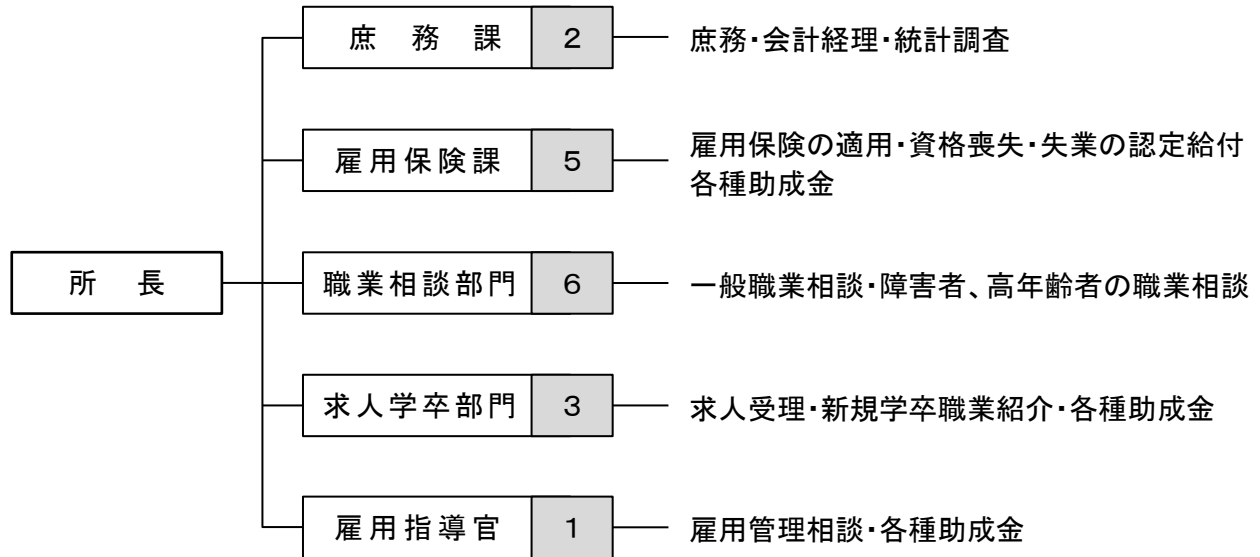 庶務課 2 庶務・会計経理・統計調査
雇用保険課 5 雇用保険の適用・資格喪失・失業の認定給付
各種助成金
所長
職業相談部門 6 一般職業相談・障害者、高年齢者の職業相談
求人学卒部門 3 求人受理・新規学卒職業紹介・各種助成金
雇用指導官 1 雇用管理相談・各種助成金